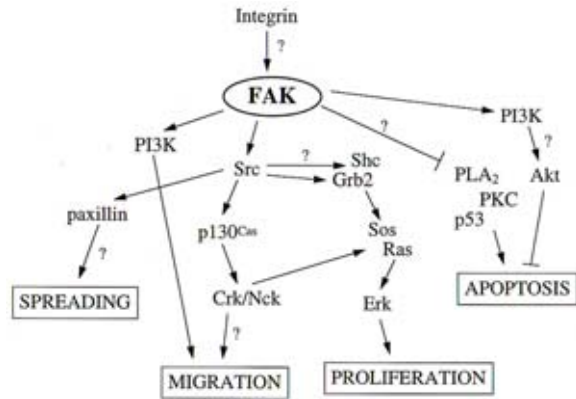 Integrin
?
FAK
?
PI3K
PI3K
?
?
Shc
Src
Grb2
PLA₂
Akt
PKC
paxillin
p53
p130Cas
Sos
Ras
?
SPREADING
Crk/Nck
Erk
APOPTOSIS
?
MIGRATION
PROLIFERATION